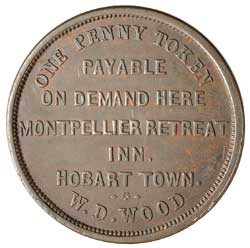 ONE PENNY TOKEN
PAYABLE
ON DEMAND HERE
MONTPELLIER RETREAT
INN.
HOBART TOWN.
W. D. WOOD